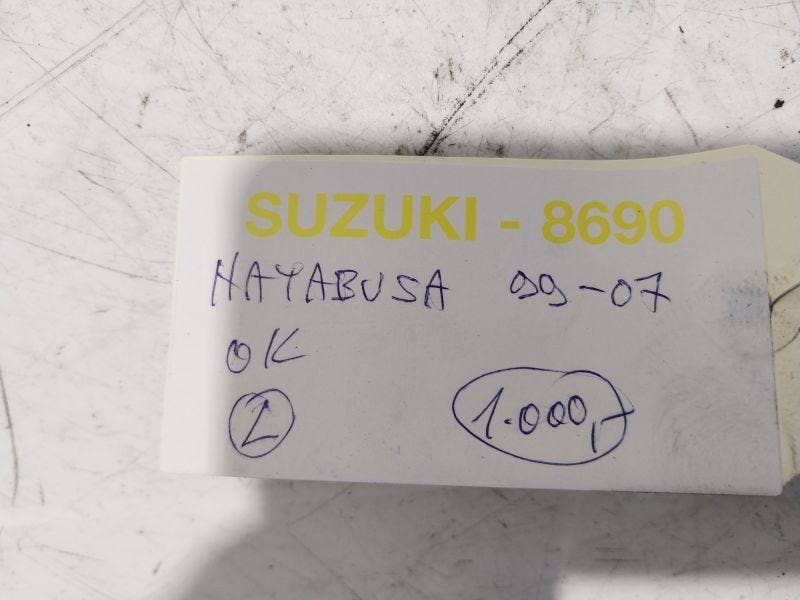 SUZUKI - 8690
HAYABUSA 99-07
OK
2 1.000,-